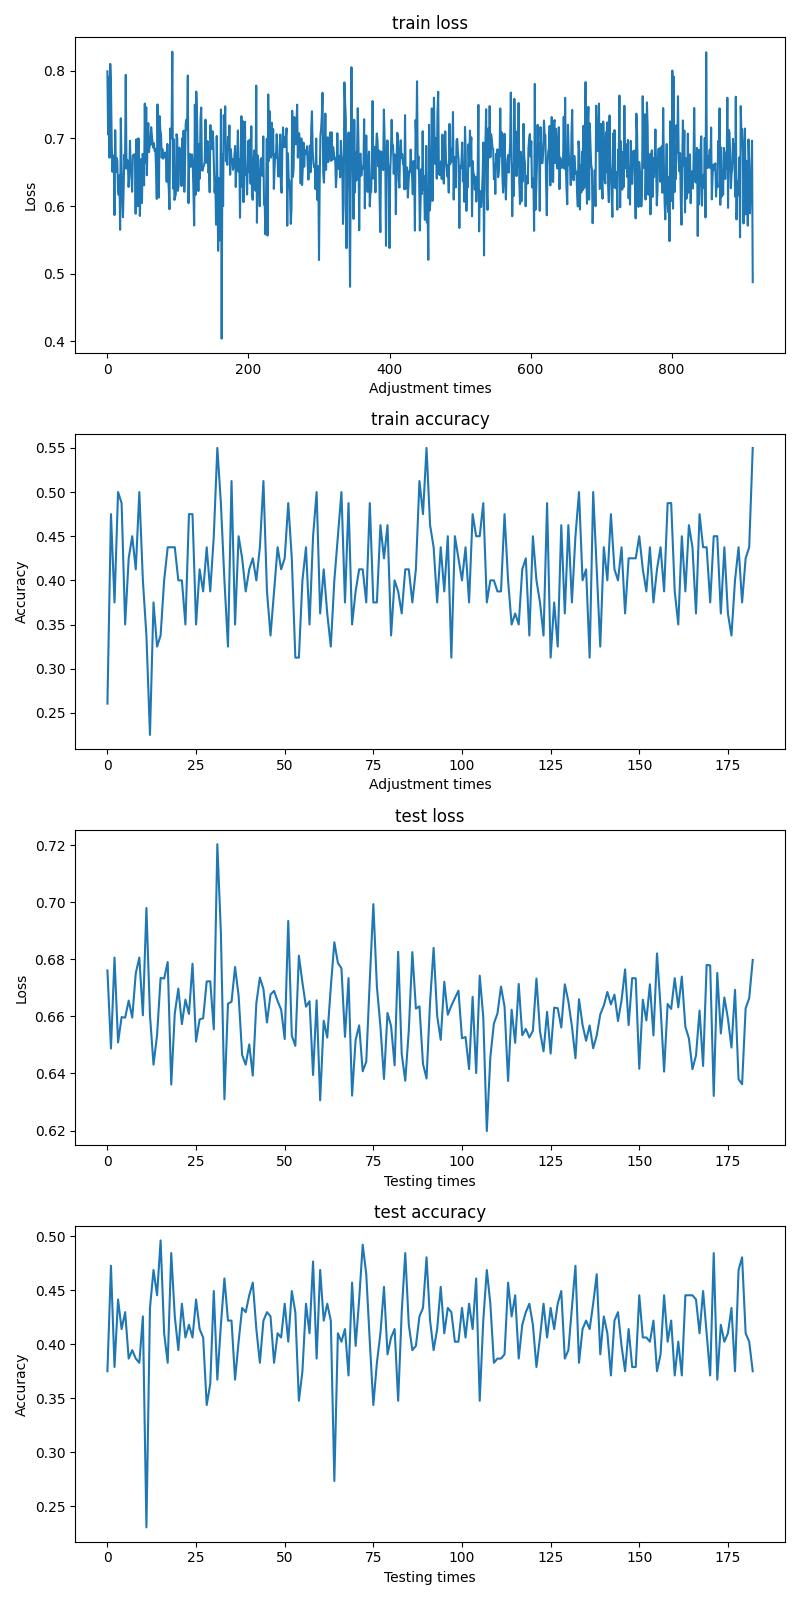 train loss
0.8
0.7
0.6
0.5
0.4
Loss
0 200 400 600 800
Adjustment times
train accuracy
0.55
0.50
0.45
0.40
0.35
0.30
0.25
Accuracy
0 25 50 75 100 125 150 175
Adjustment times
test loss
0.72
0.70
0.68
0.66
0.64
0.62
Loss
0 25 50 75 100 125 150 175
Testing times
test accuracy
0.50
0.45
0.40
0.35
0.30
0.25
Accuracy
0 25 50 75 100 125 150 175
Testing times